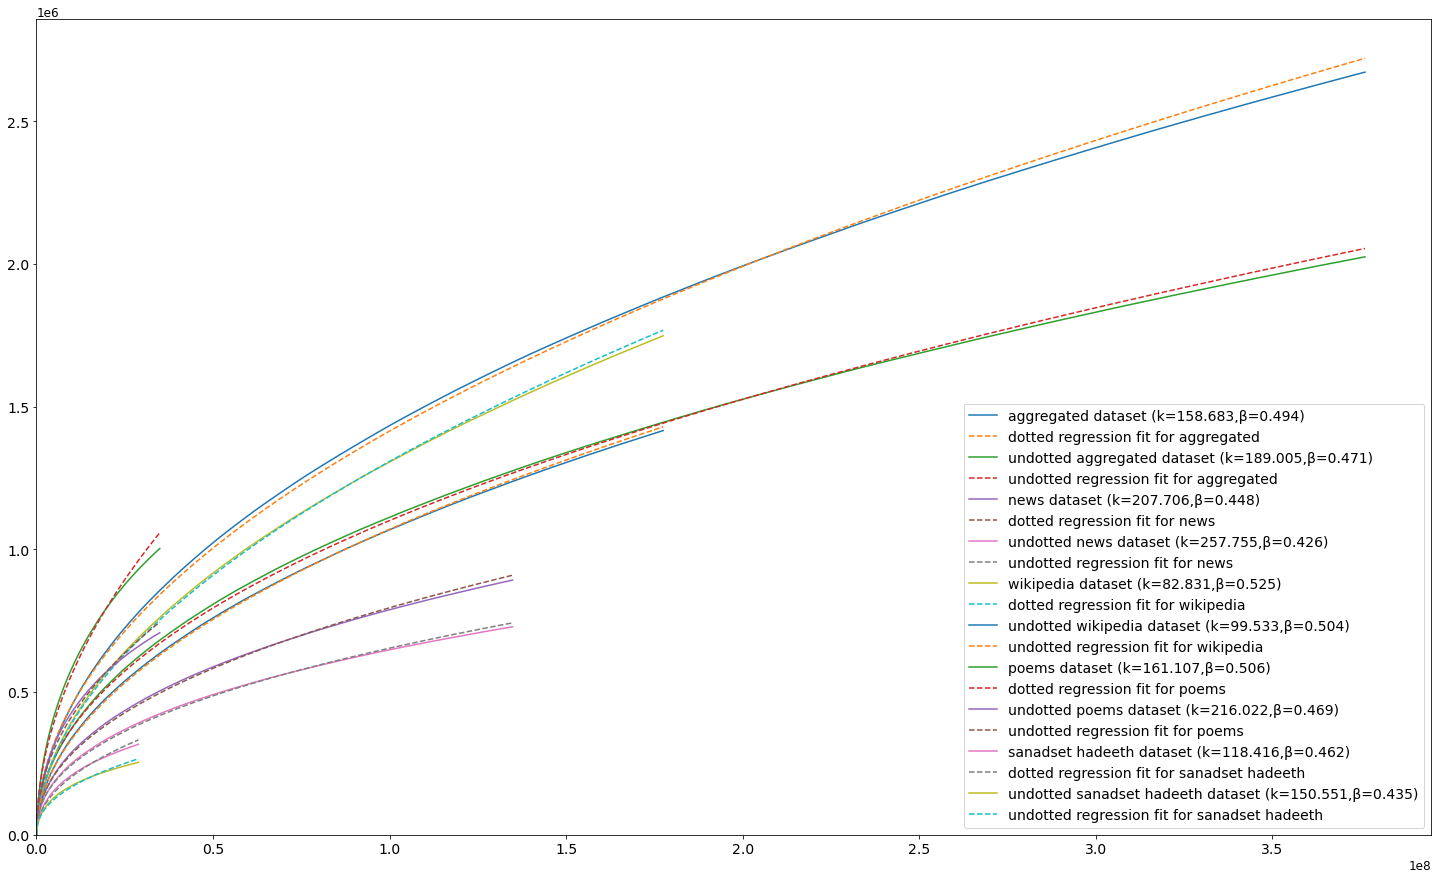 1e6
2.5
2.0
1.5
1.0
0.5
0.0
aggregated dataset (k=158.683,β=0.494)
dotted regression fit for aggregated
undotted aggregated dataset (k=189.005,β=0.471)
undotted regression fit for aggregated
news dataset (k=207.706,β=0.448)
dotted regression fit for news
undotted news dataset (k=257.755,β=0.426)
undotted regression fit for news
wikipedia dataset (k=82.831,β=0.525)
dotted regression fit for wikipedia
undotted wikipedia dataset (k=99.533,β=0.504)
undotted regression fit for wikipedia
poems dataset (k=161.107,β=0.506)
dotted regression fit for poems
undotted poems dataset (k=216.022,β=0.469)
undotted regression fit for poems
sanadset hadeeth dataset (k=118.416,β=0.462)
dotted regression fit for sanadset hadeeth
undotted sanadset hadeeth dataset (k=150.551,β=0.435)
undotted regression fit for sanadset hadeeth
0.0 0.5 1.0 1.5 2.0 2.5 3.0 3.5
1e8